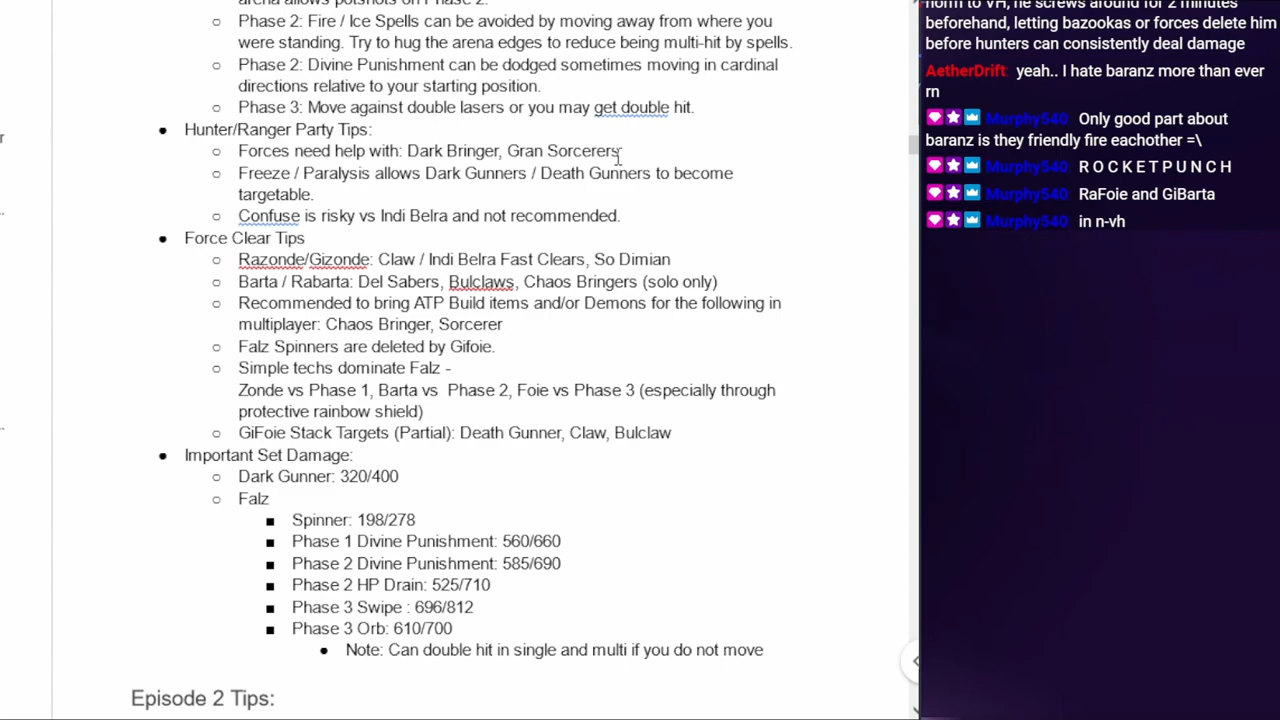 arena allows potshots on Phase 2.
Phase 2: Fire / Ice Spells can be avoided by moving away from where you
were standing. Try to hug the arena edges to reduce being multi-hit by spells.
Phase 2: Divine Punishment can be dodged sometimes moving in cardinal
directions relative to your starting position.
Phase 3: Move against double lasers or you may get double hit.
Hunter/Ranger Party Tips:
Forces need help with: Dark Bringer, Gran Sorcerers
Freeze / Paralysis allows Dark Gunners / Death Gunners to become
targetable.
Confuse is risky vs Indi Belra and not recommended.
Force Clear Tips
Razonde/Gizonde: Claw / Indi Belra Fast Clears, So Dimian
Barta / Rabarta: Del Sabers, Bulclaws, Chaos Bringers (solo only)
Recommended to bring ATP Build items and/or Demons for the following in
multiplayer: Chaos Bringer, Sorcerer
Falz Spinners are deleted by Gifoie.
Simple techs dominate Falz -
Zonde vs Phase 1, Barta vs Phase 2, Foie vs Phase 3 (especially through
protective rainbow shield)
GiFoie Stack Targets (Partial): Death Gunner, Claw, Bulclaw
Important Set Damage:
Dark Gunner: 320/400
Falz
Spinner: 198/278
Phase 1 Divine Punishment: 560/660
Phase 2 Divine Punishment: 585/690
Phase 2 HP Drain: 525/710
Phase 3 Swipe : 696/812
Phase 3 Orb: 610/700
Note: Can double hit in single and multi if you do not move
Episode 2 Tips:
norm to VH, he screws around for 2 minutes
beforehand, letting bazookas or forces delete him
before hunters can consistently deal damage
AetherDrift: yeah.. I hate baranz more than ever
rn
Murphy540: Only good part about
baranz is they friendly fire eachother =\
Murphy540: R O C K E T P U N C H
Murphy540: RaFoie and GiBarta
Murphy540: in n-vh